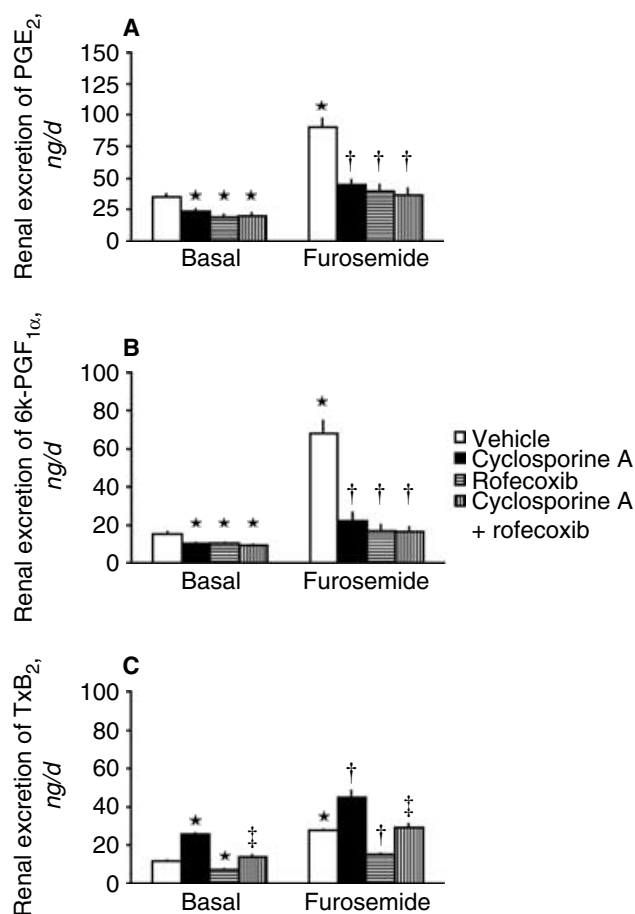 A
Renal excretion of PGE2,
ng/d
150
125
100
75
50
25
0
★
★ ★ ★
† † †
Basal
Furosemide
B
Renal excretion of 6k-PGF1α,
ng/d
100
80
60
40
20
0
★
★ ★ ★
† † †
Basal
Furosemide
Vehicle
Cyclosporine A
Rofecoxib
Cyclosporine A
+ rofecoxib
C
Renal excretion of TxB2,
ng/d
100
80
60
40
20
0
★ ★ ‡
★ † † ‡
Basal
Furosemide